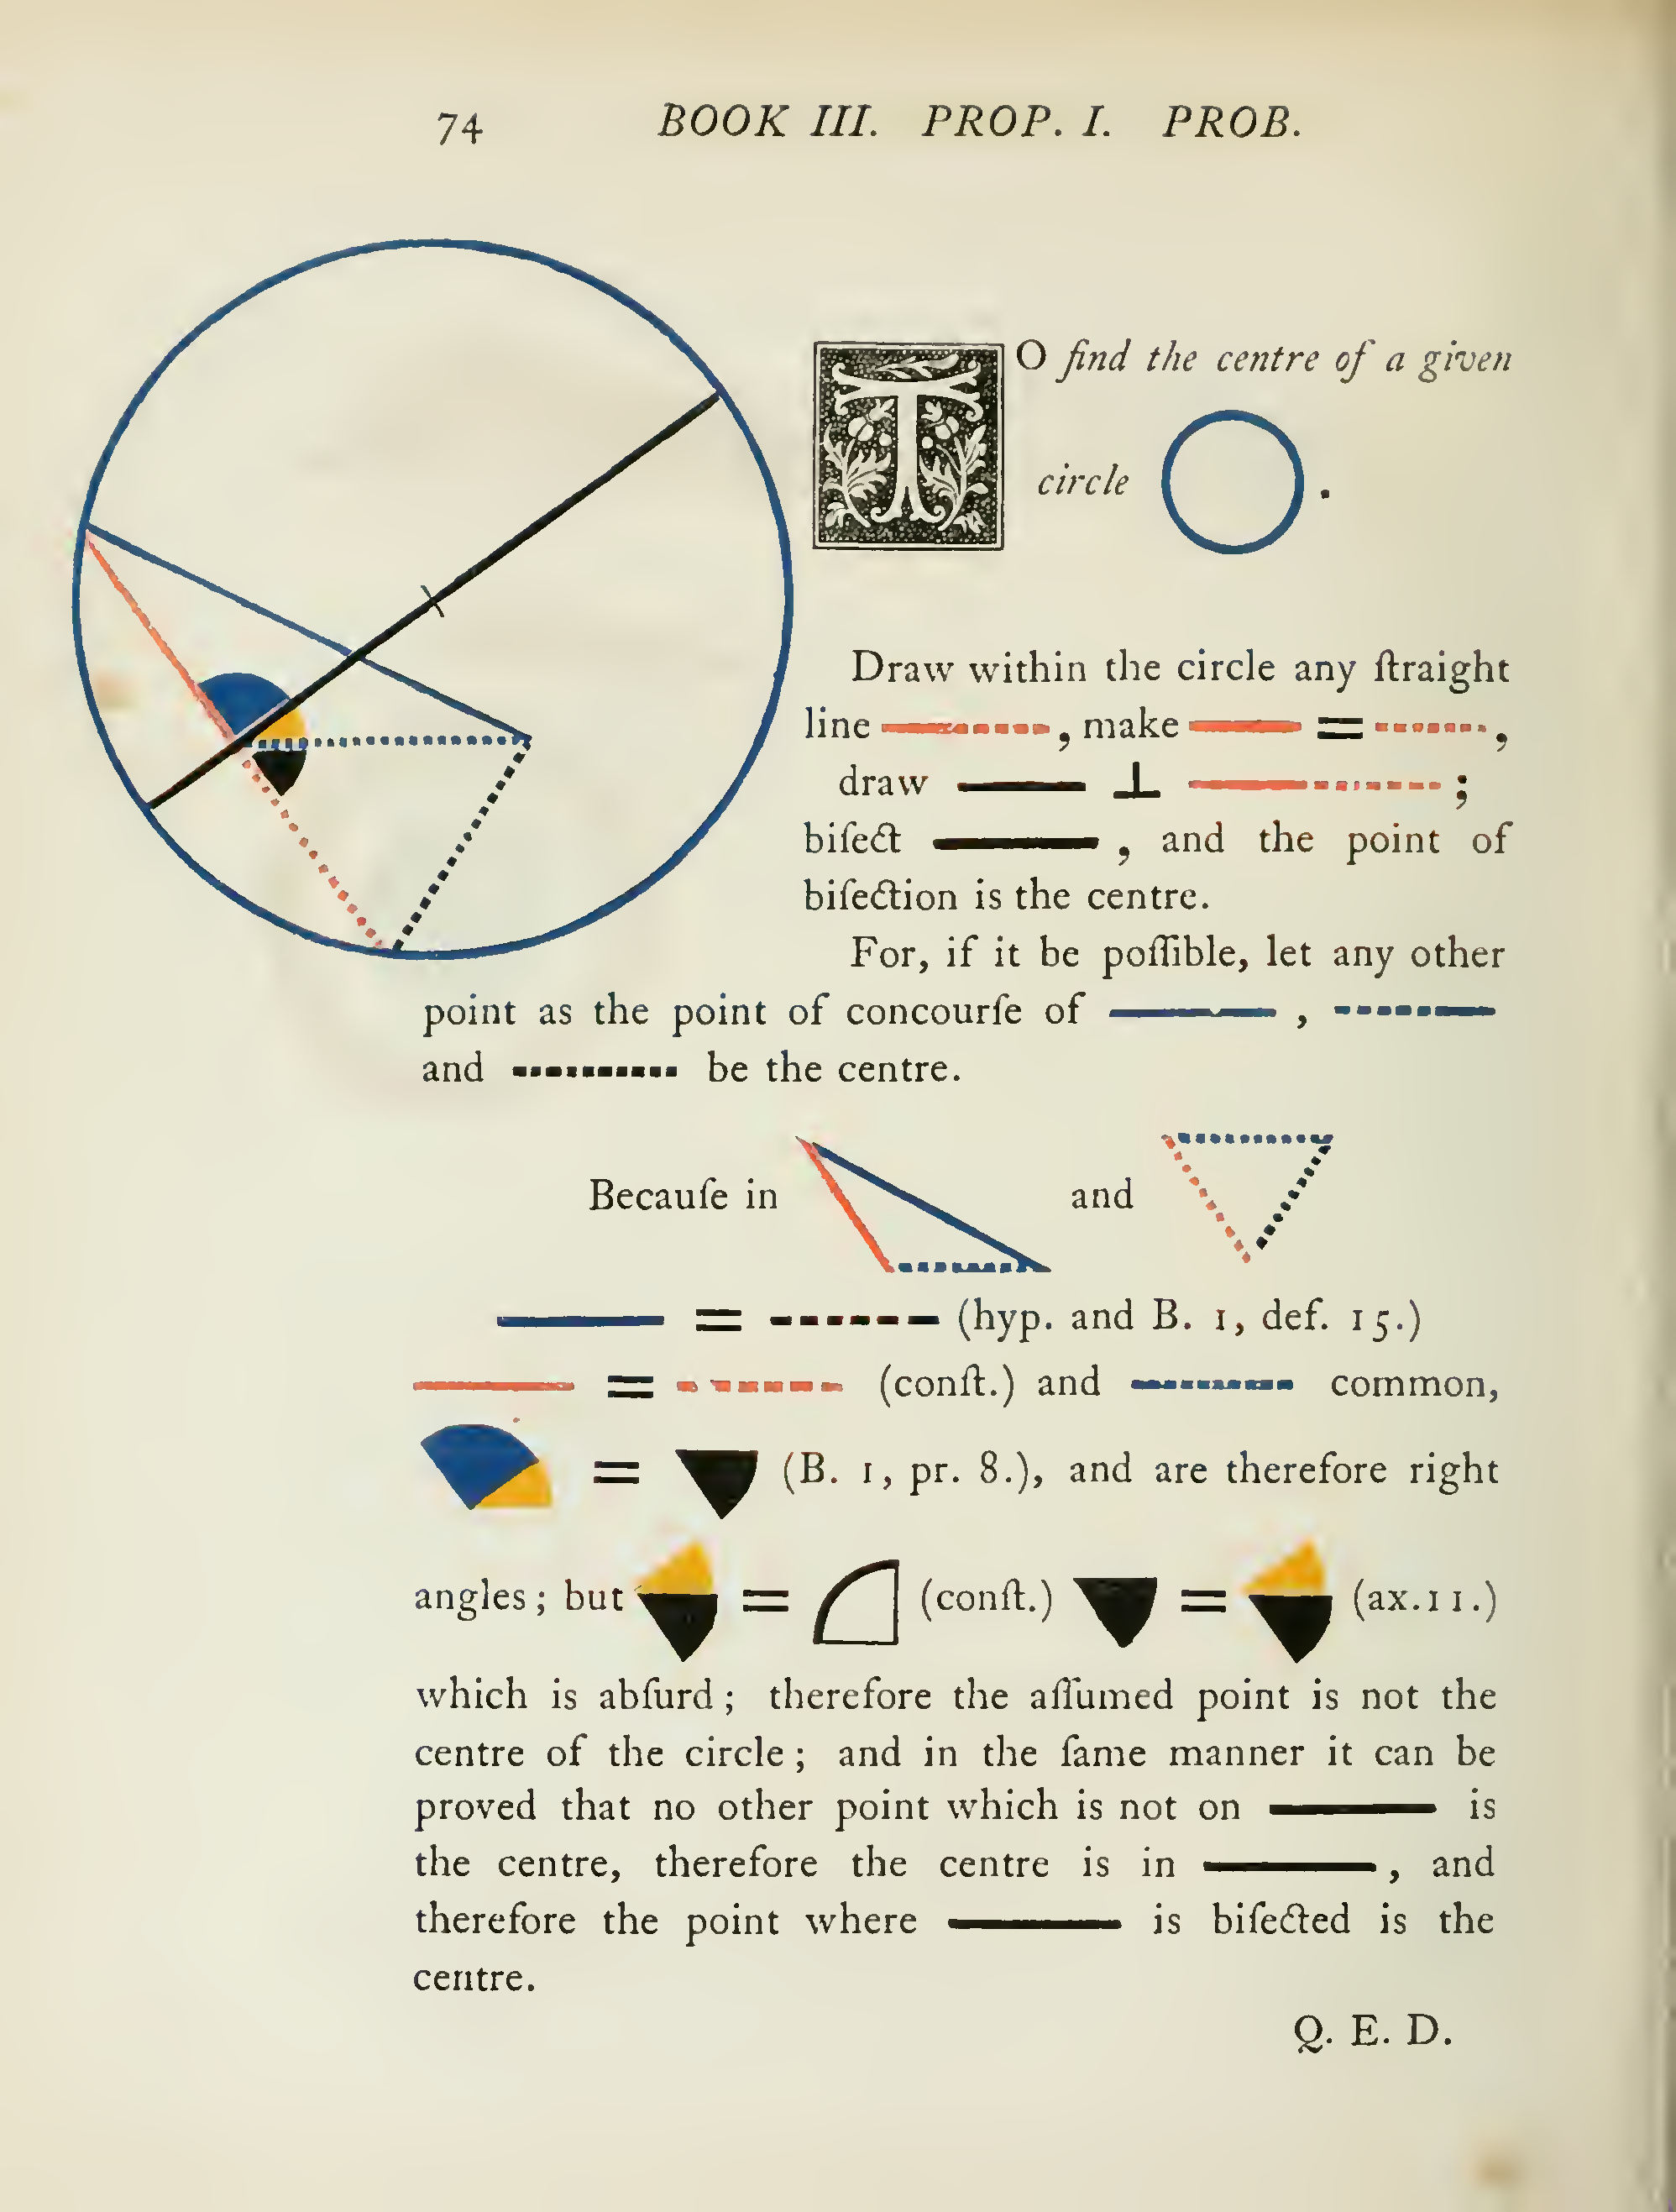 74 BOOK III. PROP. I. PROB.
TO find the centre of a given
circle .
Draw within the circle any ſtraight
line , make = ,
draw ⊥ ;
biſect , and the point of
biſection is the centre.
For, if it be poſſible, let any other
point as the point of concourſe of ,
and be the centre.
Becauſe in and
= (hyp. and B. 1, def. 15.)
= (conſt.) and common,
= (B. 1, pr. 8.), and are therefore right
angles; but = (conſt.) = (ax. 11.)
which is abſurd; therefore the aſſumed point is not the
centre of the circle; and in the ſame manner it can be
proved that no other point which is not on is
the centre, therefore the centre is in , and
therefore the point where is biſected is the
centre.
Q. E. D.